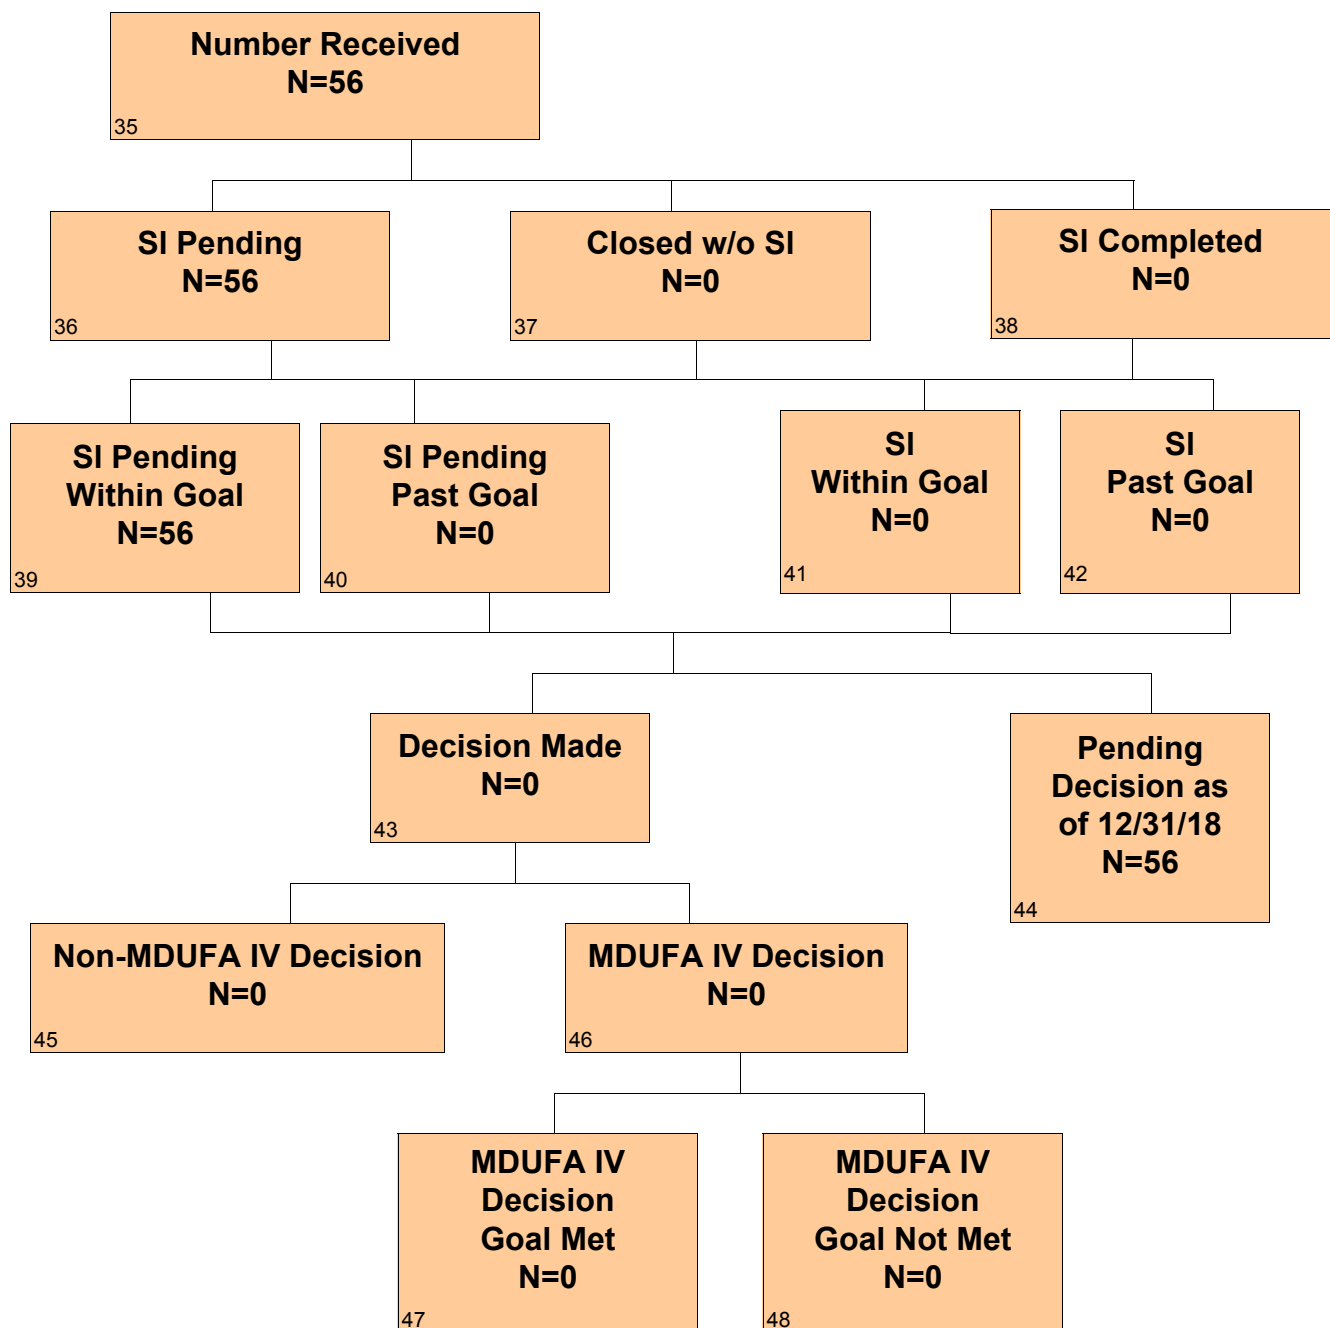 Number Received
N=56
35
SI Pending
N=56
36
Closed w/o SI
N=0
37
SI Completed
N=0
38
SI Pending
Within Goal
N=56
39
SI Pending
Past Goal
N=0
40
SI
Within Goal
N=0
41
SI
Past Goal
N=0
42
Decision Made
N=0
43
Pending
Decision as
of 12/31/18
N=56
44
Non-MDUFA IV Decision
N=0
45
MDUFA IV Decision
N=0
46
MDUFA IV
Decision
Goal Met
N=0
47
MDUFA IV
Decision
Goal Not Met
N=0
48